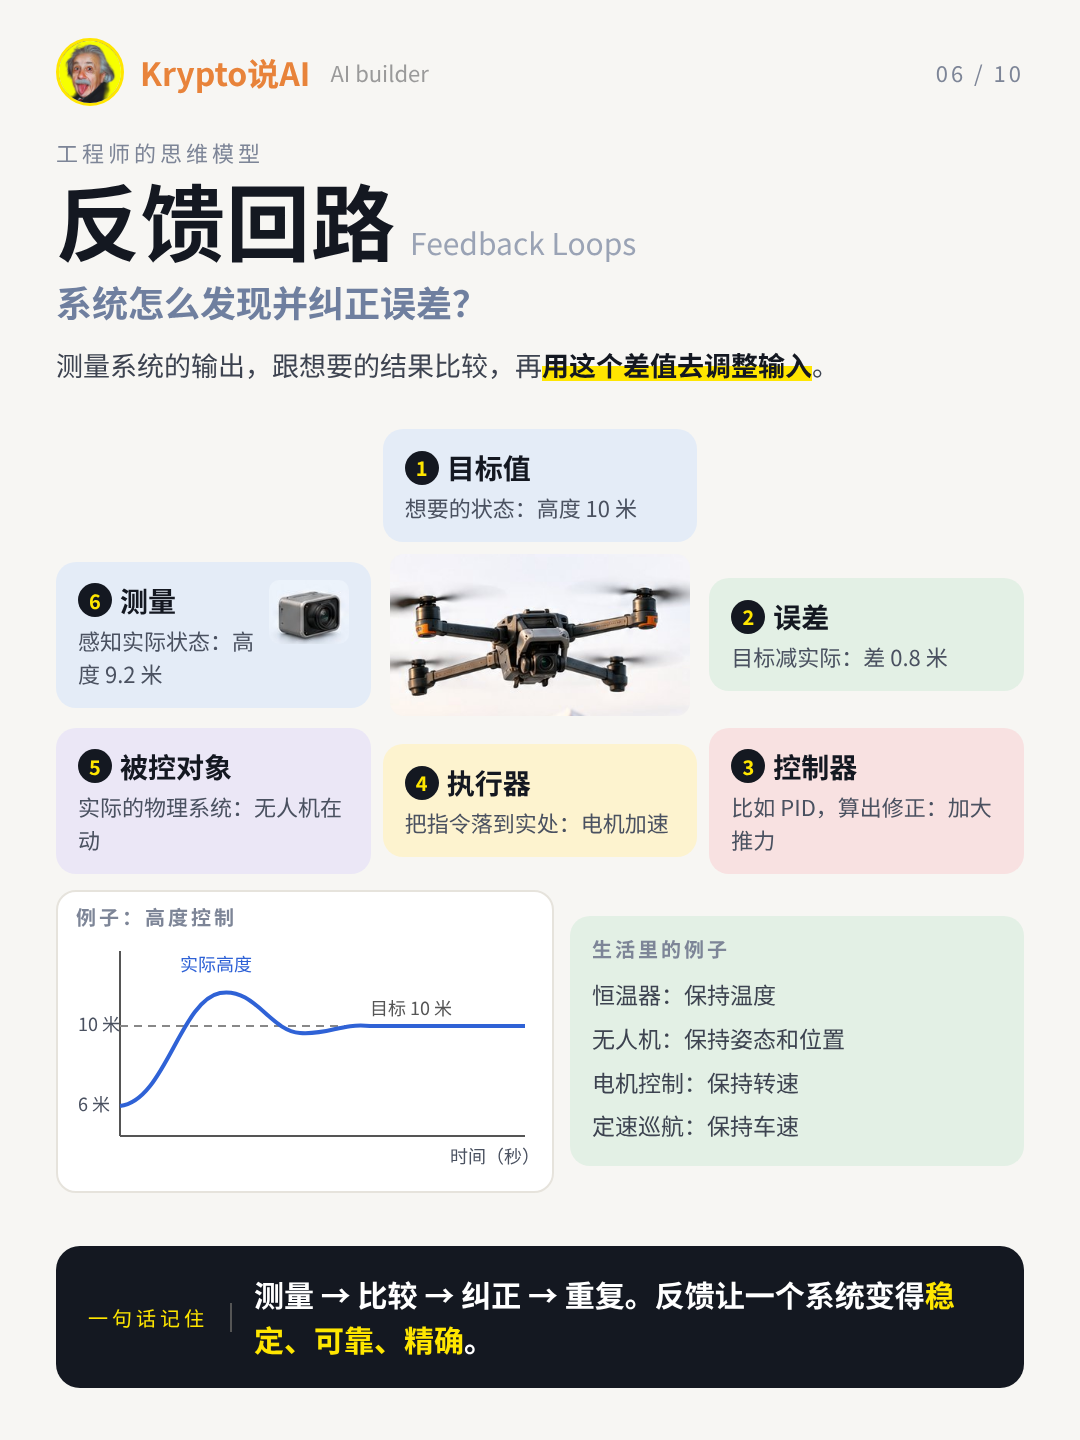 Krypto说AI AI builder 06 / 10
工程师的思维模型
反馈回路 Feedback Loops
系统怎么发现并纠正误差？
测量系统的输出，跟想要的结果比较，再用这个差值去调整输入。
1 目标值
想要的状态：高度 10 米
2 误差
目标减实际：差 0.8 米
3 控制器
比如 PID，算出修正：加大
推力
4 执行器
把指令落到实处：电机加速
5 被控对象
实际的物理系统：无人机在
动
6 测量
感知实际状态：高
度 9.2 米
例子：高度控制
实际高度
目标 10 米
10 米
6 米
时间（秒）
生活里的例子
恒温器：保持温度
无人机：保持姿态和位置
电机控制：保持转速
定速巡航：保持车速
一句话记住
测量 → 比较 → 纠正 → 重复。反馈让一个系统变得稳
定、可靠、精确。